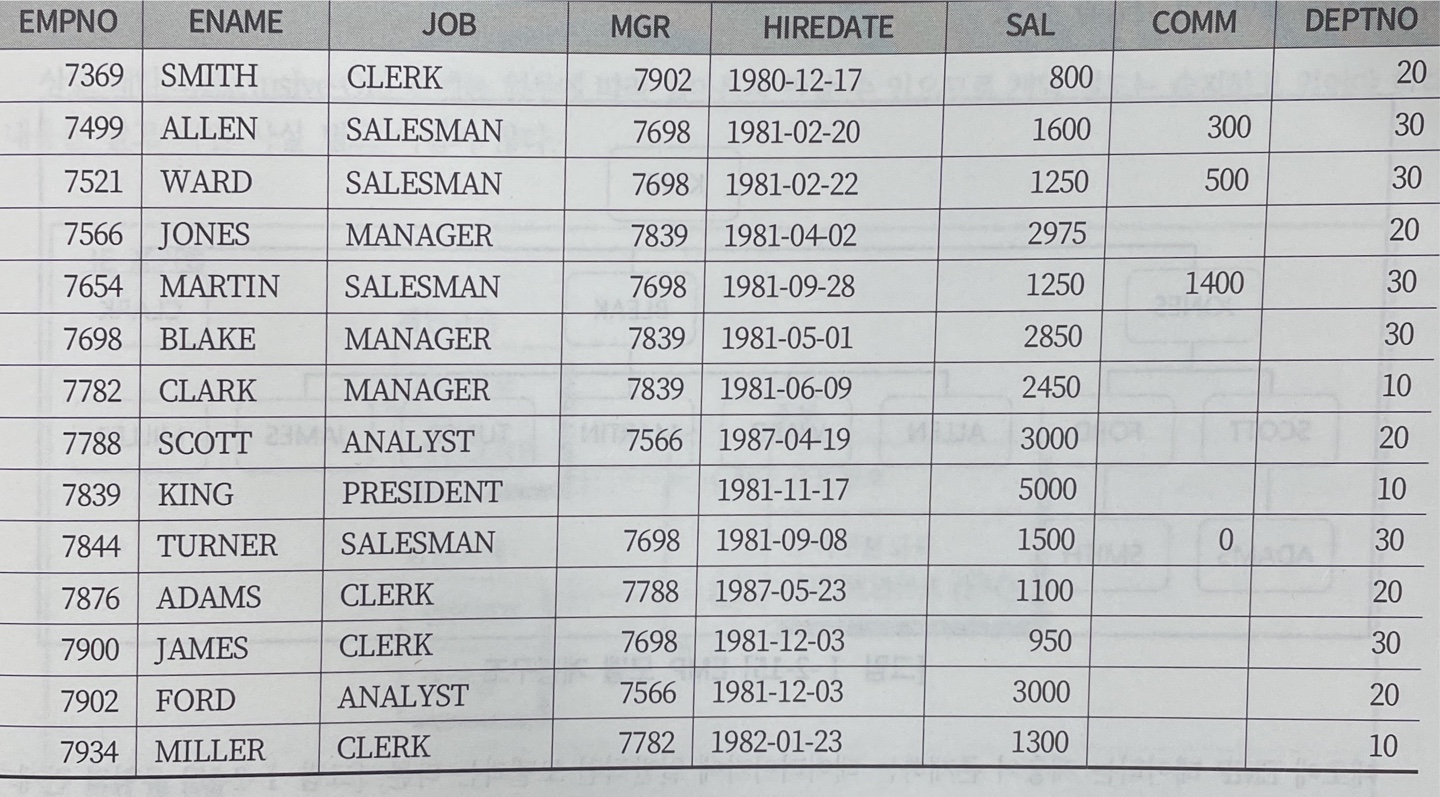 EMPNO ENAME JOB MGR HIREDATE SAL COMM DEPTNO
7369 SMITH CLERK 7902 1980-12-17 800 20
7499 ALLEN SALESMAN 7698 1981-02-20 1600 300 30
7521 WARD SALESMAN 7698 1981-02-22 1250 500 30
7566 JONES MANAGER 7839 1981-04-02 2975 20
7654 MARTIN SALESMAN 7698 1981-09-28 1250 1400 30
7698 BLAKE MANAGER 7839 1981-05-01 2850 30
7782 CLARK MANAGER 7839 1981-06-09 2450 10
7788 SCOTT ANALYST 7566 1987-04-19 3000 20
7839 KING PRESIDENT 1981-11-17 5000 10
7844 TURNER SALESMAN 7698 1981-09-08 1500 0 30
7876 ADAMS CLERK 7788 1987-05-23 1100 20
7900 JAMES CLERK 7698 1981-12-03 950 30
7902 FORD ANALYST 7566 1981-12-03 3000 20
7934 MILLER CLERK 7782 1982-01-23 1300 10